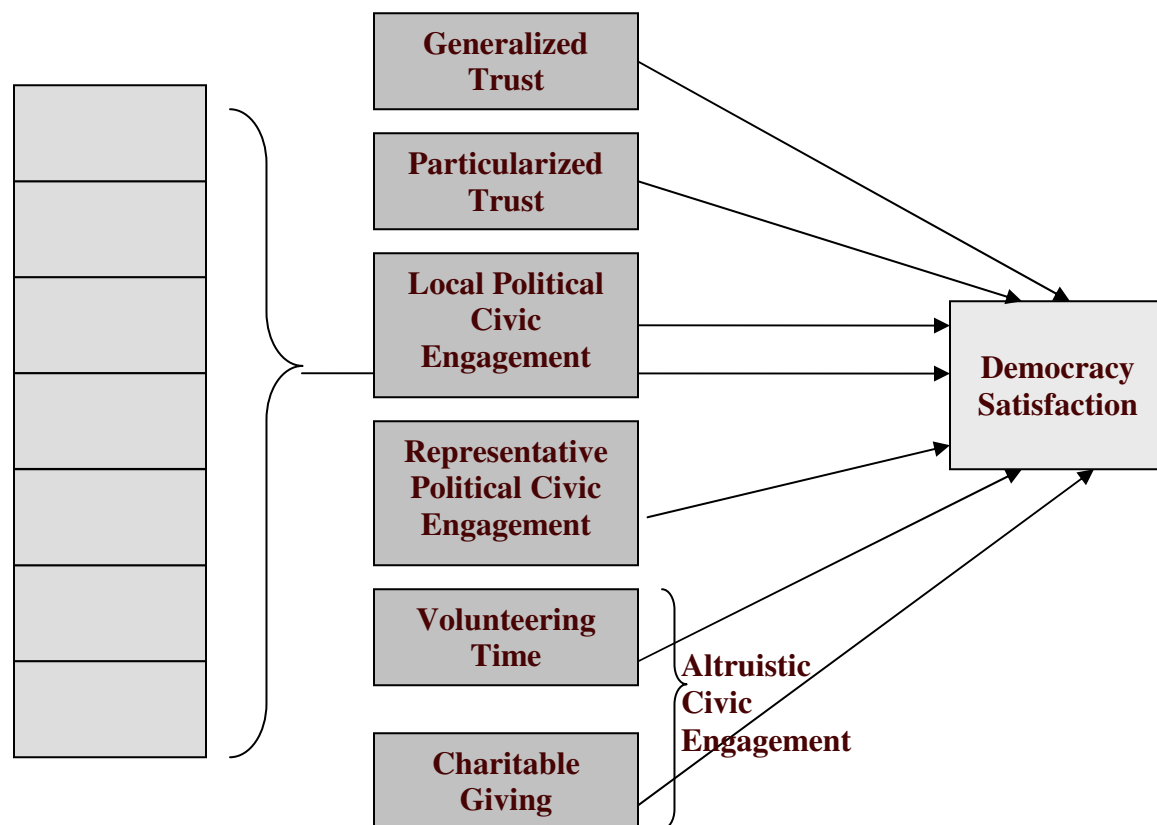 Generalized
Trust
Particularized
Trust
Local Political
Civic
Engagement
Representative
Political Civic
Engagement
Volunteering
Time
Charitable
Giving
Altruistic
Civic
Engagement
Democracy
Satisfaction